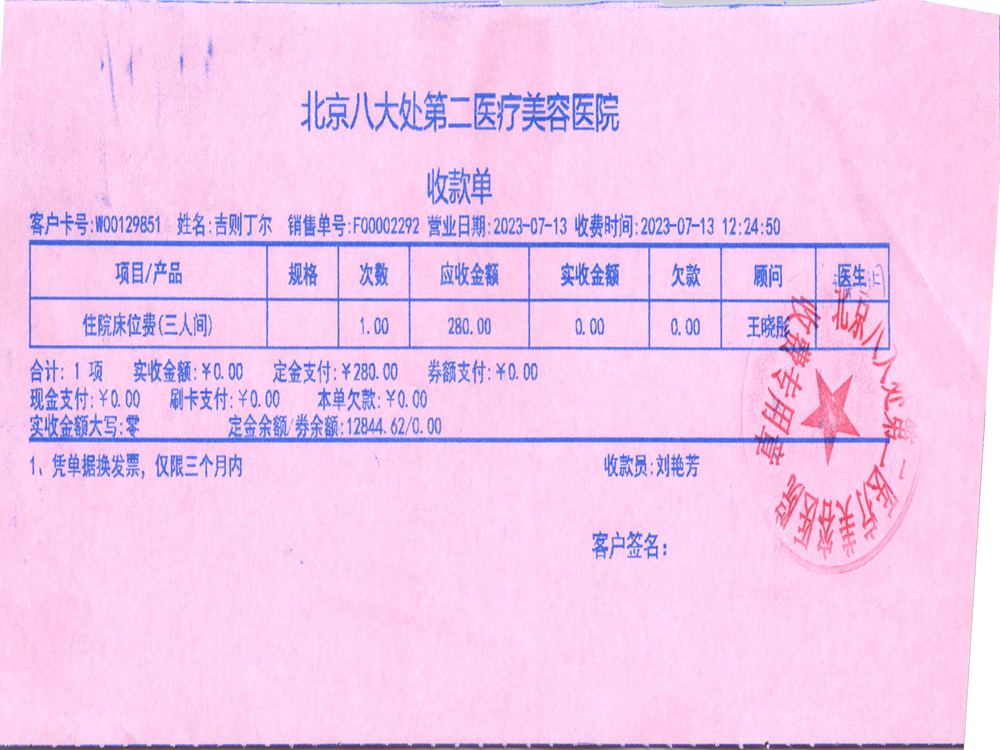 北京八大处第二医疗美容医院
收款单
客户卡号:W00129851 姓名:吉则丁尔 销售单号:F00002292 营业日期:2023-07-13 收费时间:2023-07-13 12:24:50
项目/产品 规格 次数 应收金额 实收金额 欠款 顾问 医生
住院床位费(三人间) 1.00 280.00 0.00 0.00 王晓彤
合计: 1 项 实收金额:￥0.00 定金支付:￥280.00 券额支付:￥0.00
现金支付:￥0.00 刷卡支付:￥0.00 本单欠款:￥0.00
实收金额大写:零 定金余额/券余额:12844.62/0.00
1、凭单据换发票，仅限三个月内 收款员:刘艳芳
客户签名:
收费专用章